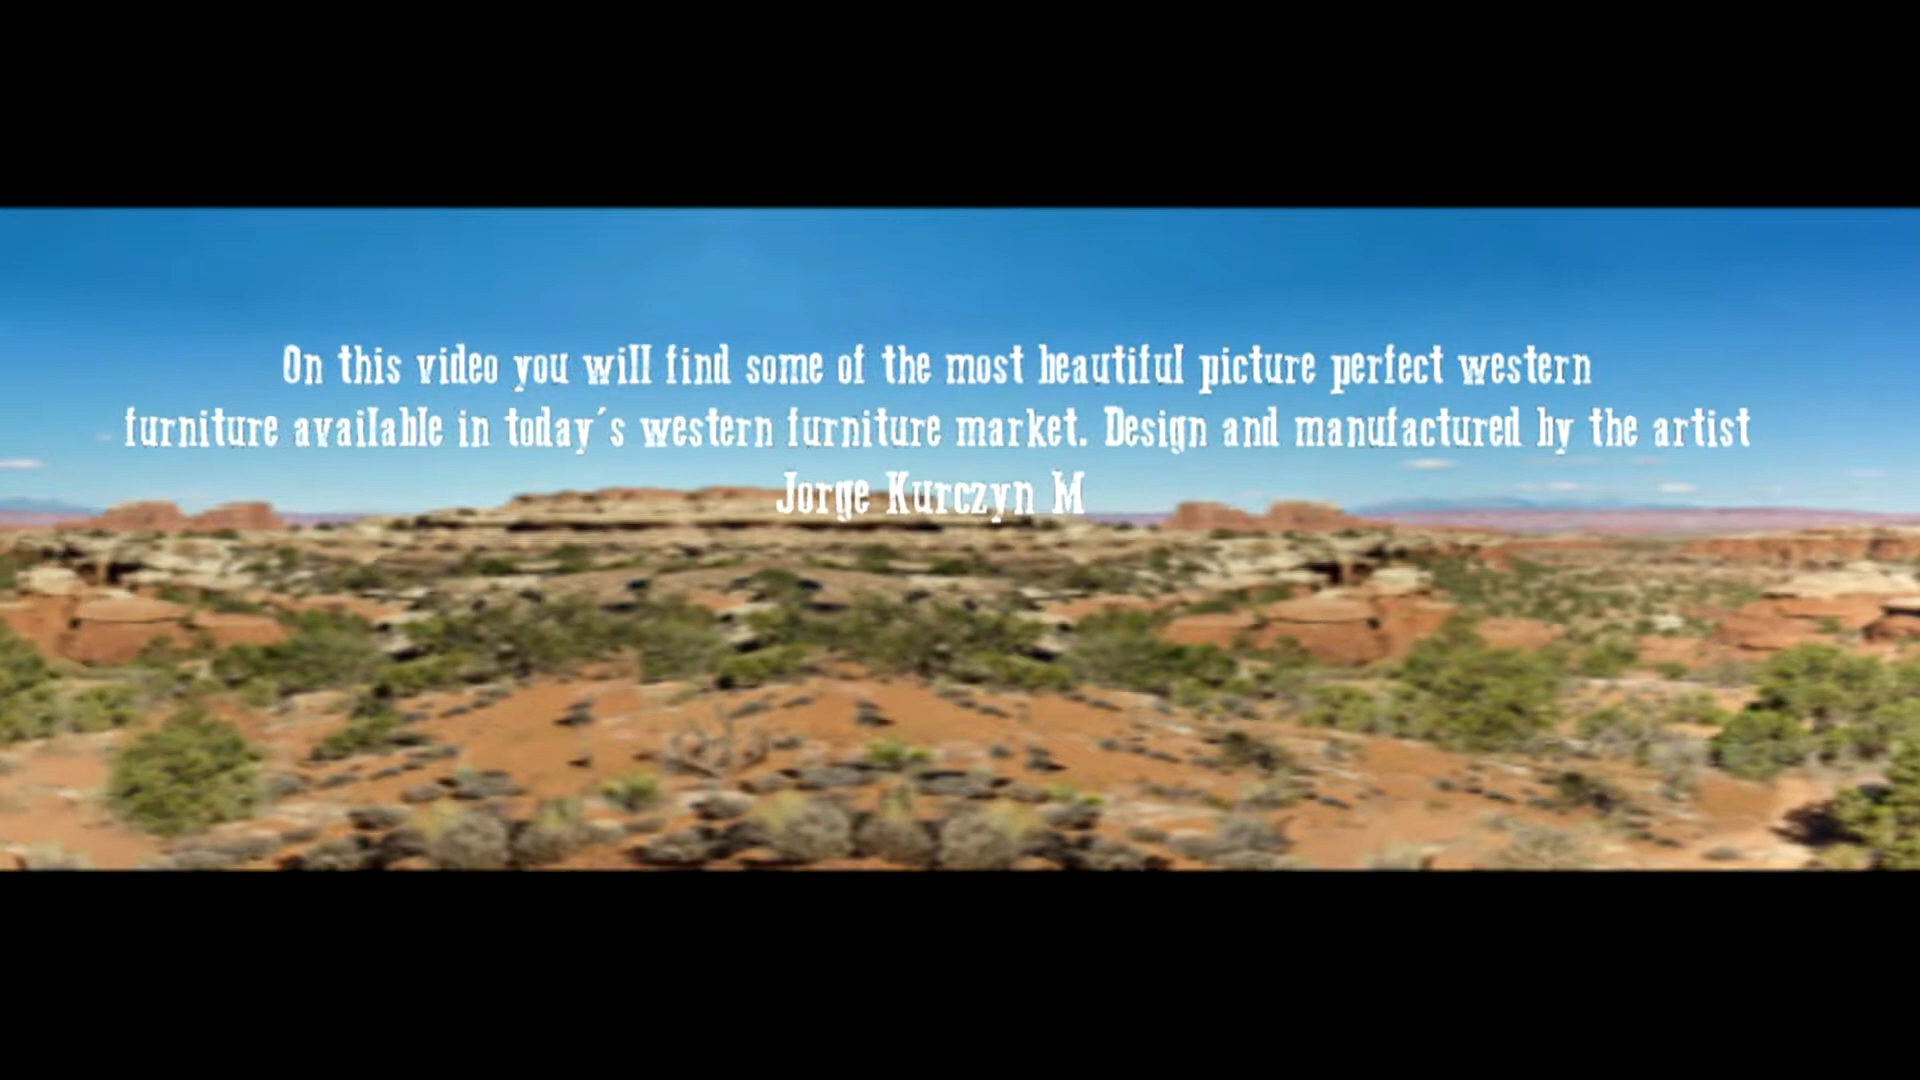 On this video you will find some of the most beautiful picture perfect western
furniture available in today´s western furniture market. Design and manufactured by the artist
Jorge Kurczyn M